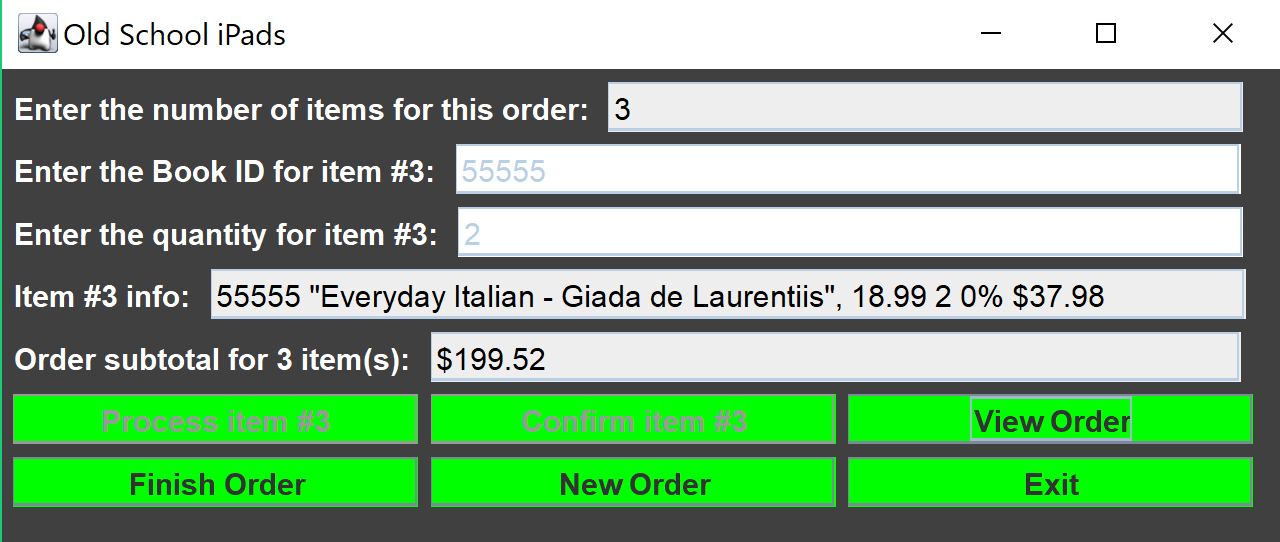 Old School iPads
Enter the number of items for this order: 3
Enter the Book ID for item #3: 55555
Enter the quantity for item #3: 2
Item #3 info: 55555 "Everyday Italian - Giada de Laurentiis", 18.99 2 0% $37.98
Order subtotal for 3 item(s): $199.52
Process item #3 Confirm item #3 View Order
Finish Order New Order Exit